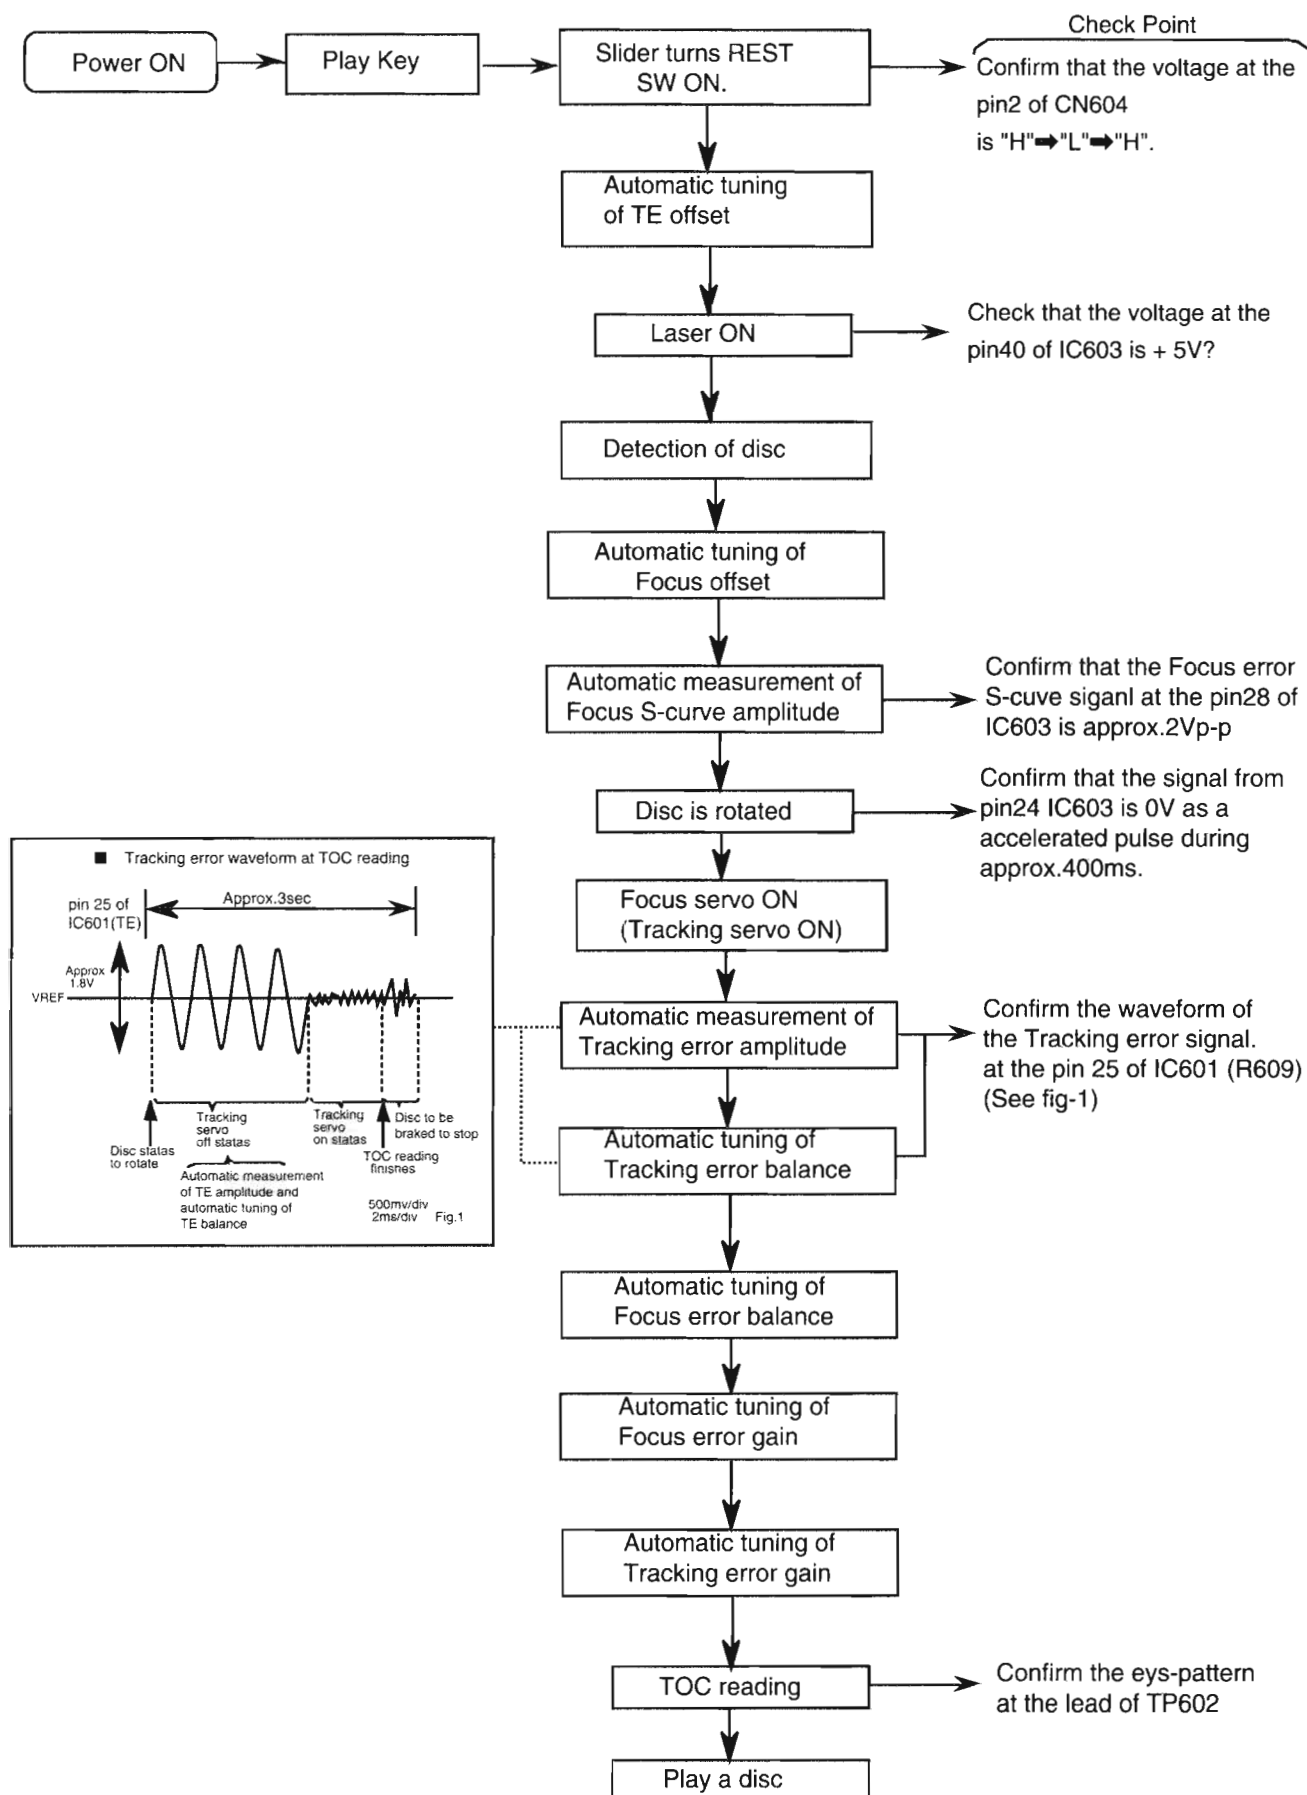 Check Point
Power ON
Play Key
Slider turns REST
SW ON.
Confirm that the voltage at the
pin2 of CN604
is "H"➡"L"➡"H".
Automatic tuning
of TE offset
Laser ON
Check that the voltage at the
pin40 of IC603 is + 5V?
Detection of disc
Automatic tuning of
Focus offset
Automatic measurement of
Focus S-curve amplitude
Confirm that the Focus error
S-cuve siganl at the pin28 of
IC603 is approx.2Vp-p
Disc is rotated
Confirm that the signal from
pin24 IC603 is 0V as a
accelerated pulse during
approx.400ms.
Focus servo ON
(Tracking servo ON)
■ Tracking error waveform at TOC reading
pin 25 of
IC601(TE)
Approx.3sec
Approx
1.8V
VREF
Tracking
servo
off statas
Tracking
servo
on statas
Disc to be
braked to stop
Disc statas
to rotate
TOC reading
finishes
Automatic measurement
of TE amplitude and
automatic tuning of
TE balance
500mv/div
2ms/div
Fig.1
Automatic measurement of
Tracking error amplitude
Confirm the waveform of
the Tracking error signal.
at the pin 25 of IC601 (R609)
(See fig-1)
Automatic tuning of
Tracking error balance
Automatic tuning of
Focus error balance
Automatic tuning of
Focus error gain
Automatic tuning of
Tracking error gain
TOC reading
Confirm the eys-pattern
at the lead of TP602
Play a disc